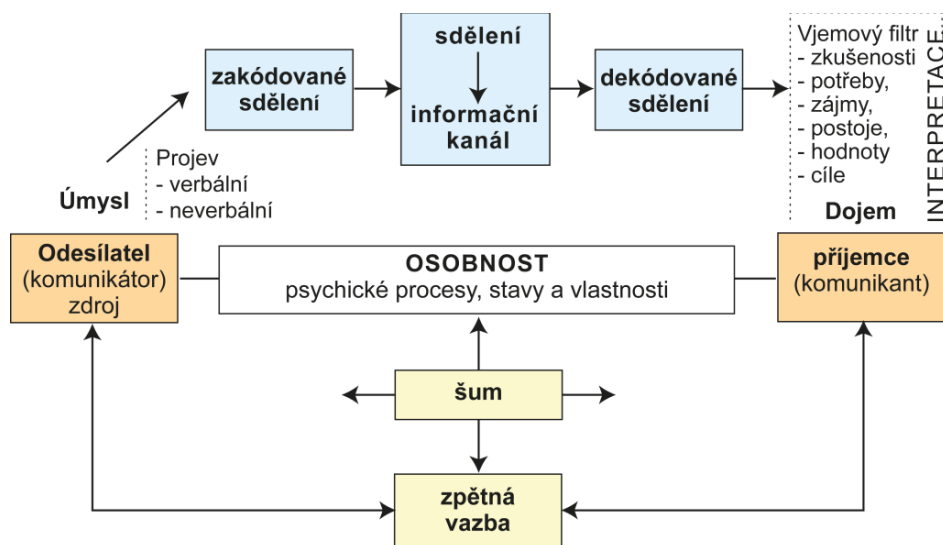 zakódované
sdělení
sdělení
informační
kanál
dekódované
sdělení
Vjemový filtr
- zkušenosti
- potřeby,
- zájmy,
- postoje,
- hodnoty
- cíle
INTERPRETACE
Projev
- verbální
- neverbální
Úmysl
Dojem
Odesílatel
(komunikátor)
zdroj
OSOBNOST
psychické procesy, stavy a vlastnosti
příjemce
(komunikant)
šum
zpětná
vazba